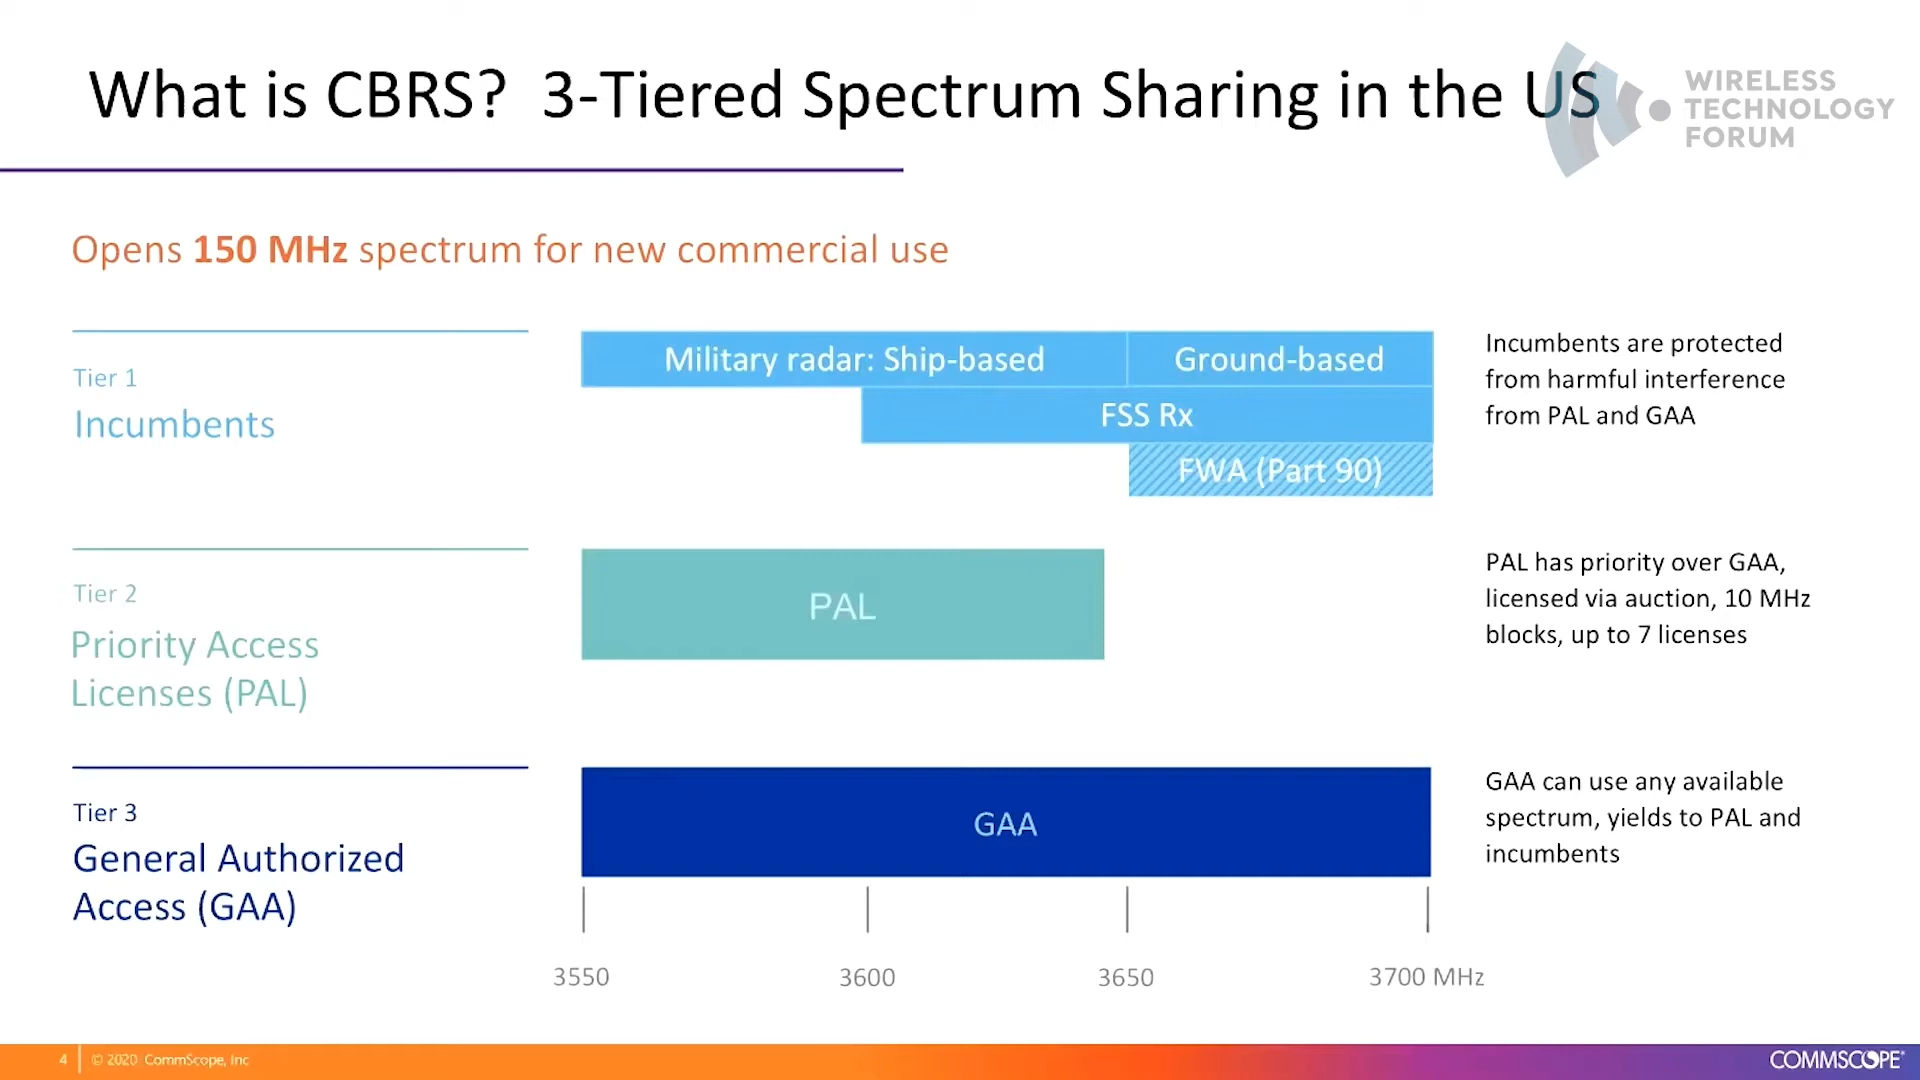 What is CBRS?  3-Tiered Spectrum Sharing in the US
WIRELESS
TECHNOLOGY
FORUM
Opens 150 MHz spectrum for new commercial use
Tier 1
Incumbents
Military radar: Ship-based
Ground-based
FSS Rx
FWA (Part 90)
Incumbents are protected
from harmful interference
from PAL and GAA
Tier 2
Priority Access
Licenses (PAL)
PAL
PAL has priority over GAA,
licensed via auction, 10 MHz
blocks, up to 7 licenses
Tier 3
General Authorized
Access (GAA)
GAA
GAA can use any available
spectrum, yields to PAL and
incumbents
3550
3600
3650
3700 MHz
4
© 2020 CommScope, Inc
COMMSCOPE®